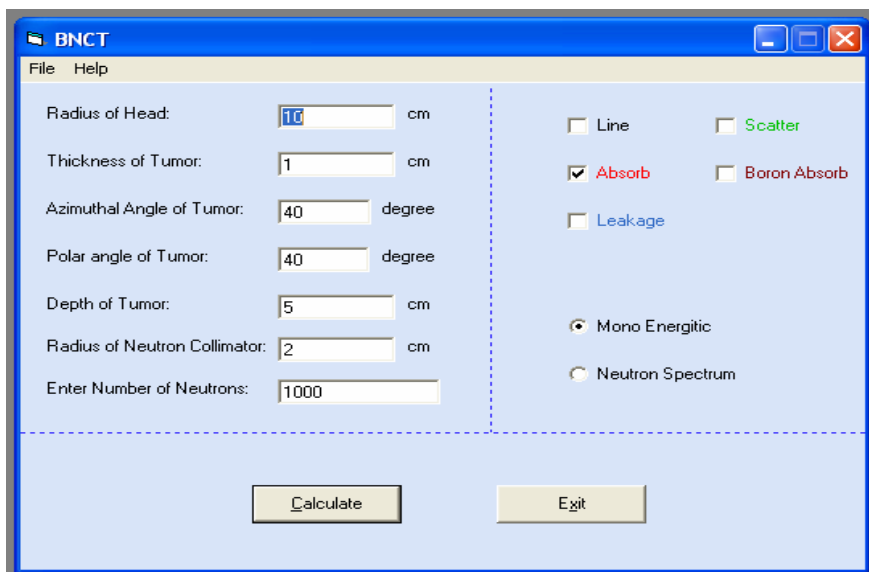 BNCT
File Help
Radius of Head: 10 cm
Thickness of Tumor: 1 cm
Azimuthal Angle of Tumor: 40 degree
Polar angle of Tumor: 40 degree
Depth of Tumor: 5 cm
Radius of Neutron Collimator: 2 cm
Enter Number of Neutrons: 1000
Line Scatter
Absorb Boron Absorb
Leakage
Mono Energitic
Neutron Spectrum
Calculate Exit